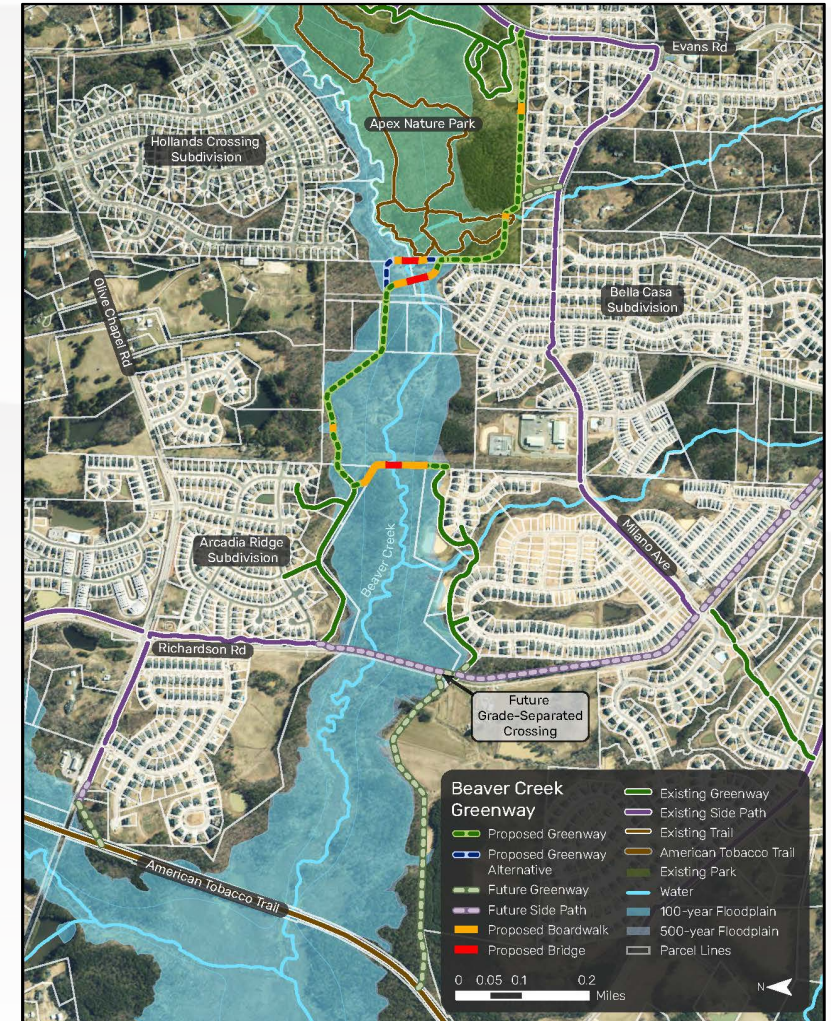 Evans Rd
Apex Nature Park
Hollands Crossing
Subdivision
Olive Chapel Rd
Bella Casa
Subdivision
Arcadia Ridge
Subdivision
Beaver Creek
Milano Ave
Richardson Rd
Future
Grade-Separated
Crossing
American Tobacco Trail
Beaver Creek
Greenway
Proposed Greenway
Proposed Greenway
Alternative
Future Greenway
Future Side Path
Proposed Boardwalk
Proposed Bridge
Existing Greenway
Existing Side Path
Existing Trail
American Tobacco Trail
Existing Park
Water
100-year Floodplain
500-year Floodplain
Parcel Lines
0 0.05 0.1 0.2
Miles
N